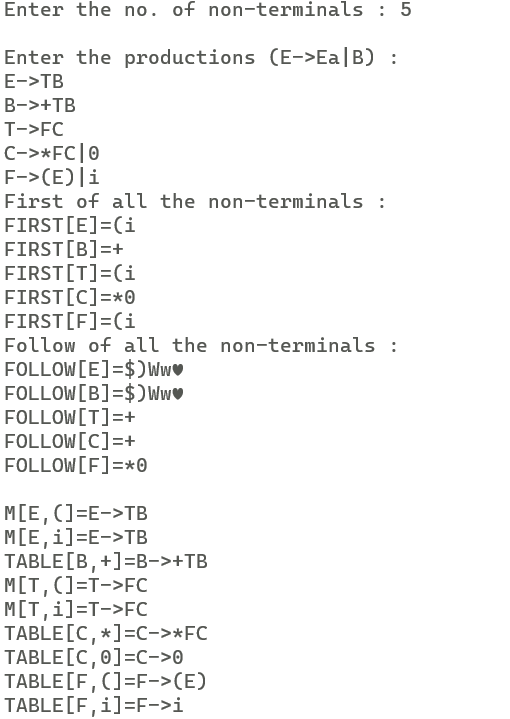 Enter the no. of non-terminals : 5
Enter the productions (E->Ea|B) :
E->TB
B->+TB
T->FC
C->*FC|0
F->(E)|i
First of all the non-terminals :
FIRST[E]=(i
FIRST[B]=+
FIRST[T]=(i
FIRST[C]=*0
FIRST[F]=(i
Follow of all the non-terminals :
FOLLOW[E]=$)Ww♥
FOLLOW[B]=$)Ww♥
FOLLOW[T]=+
FOLLOW[C]=+
FOLLOW[F]=*0
M[E,(]=E->TB
M[E,i]=E->TB
TABLE[B,+]=B->+TB
M[T,(]=T->FC
M[T,i]=T->FC
TABLE[C,*]=C->*FC
TABLE[C,0]=C->0
TABLE[F,(]=F->(E)
TABLE[F,i]=F->i